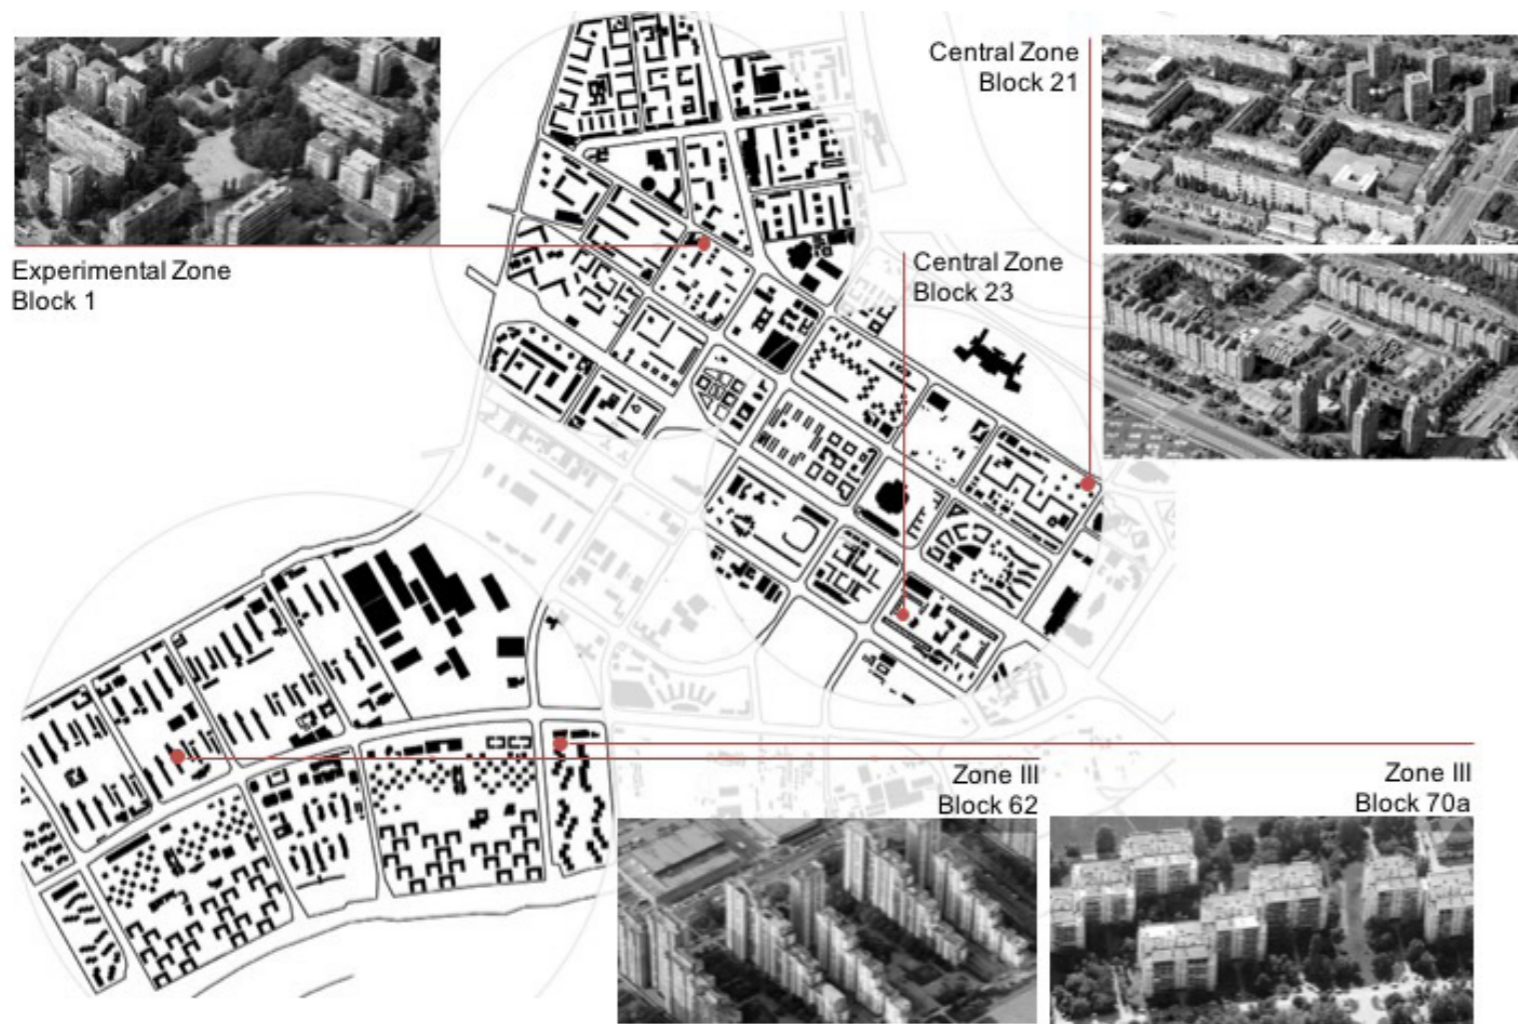 Central Zone
Block 21
Experimental Zone
Block 1
Central Zone
Block 23
Zone III
Block 62
Zone III
Block 70a